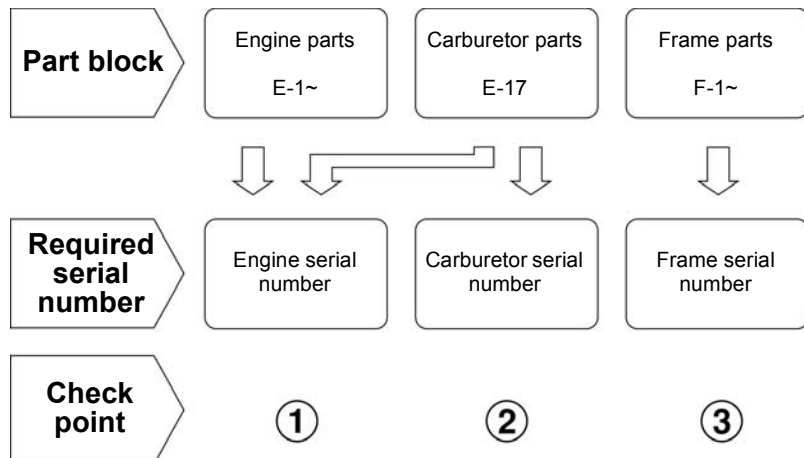 Part block
Engine parts
E-1~
Carburetor parts
E-17
Frame parts
F-1~
Required
serial
number
Engine serial
number
Carburetor serial
number
Frame serial
number
Check
point
①
②
③